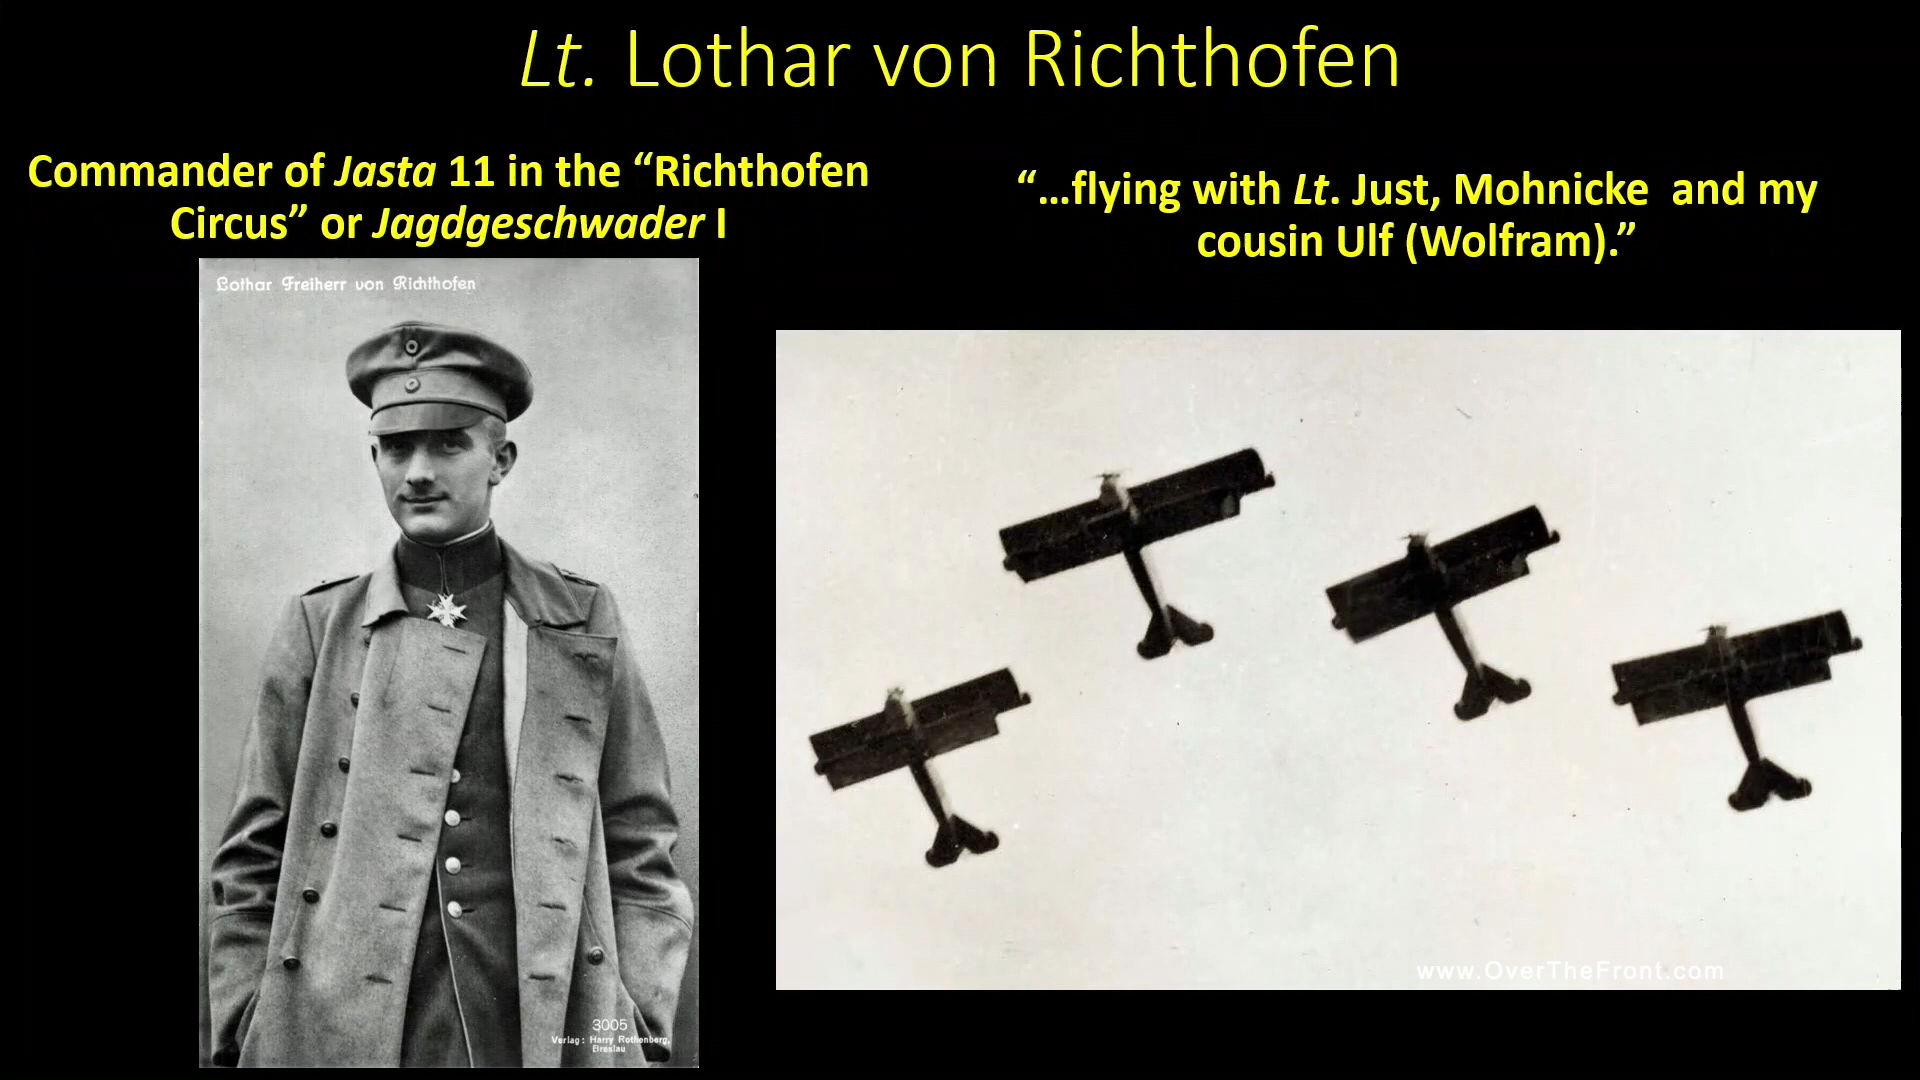 Lt. Lothar von Richthofen
Commander of Jasta 11 in the “Richthofen
Circus” or Jagdgeschwader I
“…flying with Lt. Just, Mohnicke  and my
cousin Ulf (Wolfram).”
Lothar Freiherr von Richthofen
3005
Verlag: Harry Rothenberg,
Breslau
www.OverTheFront.com